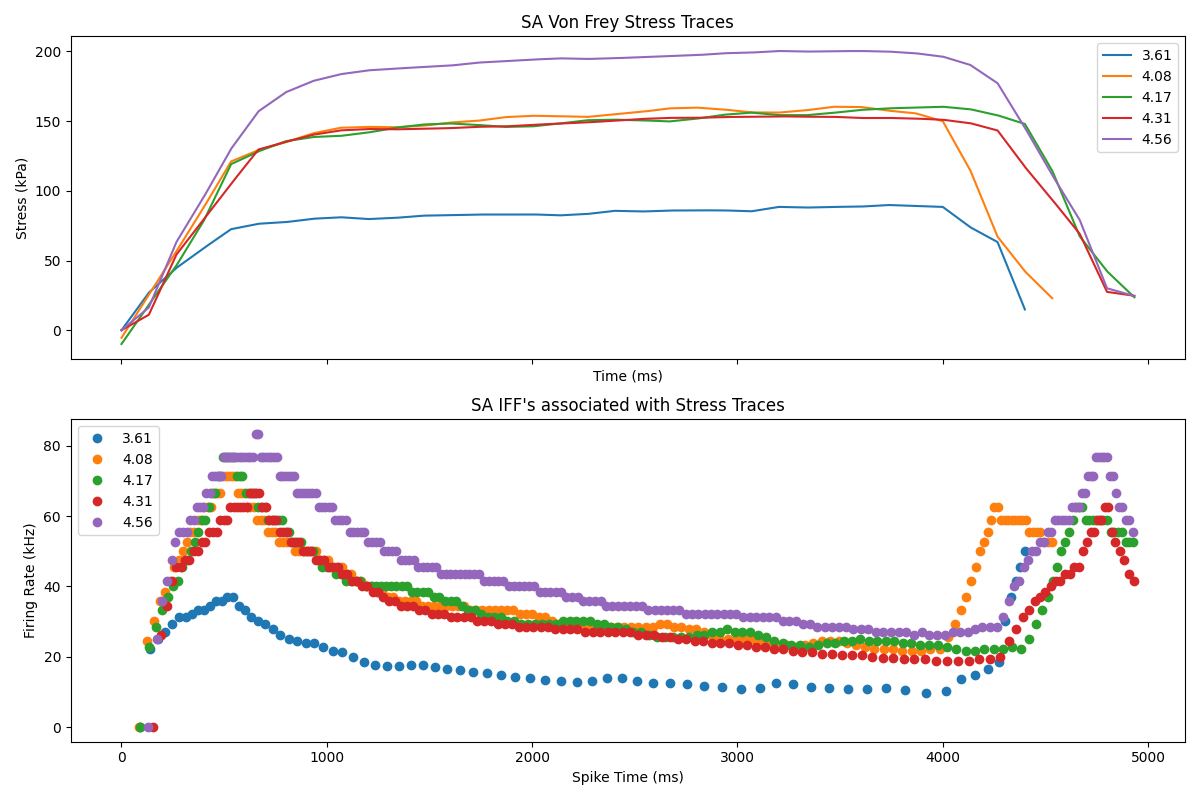 SA Von Frey Stress Traces
200
150
100
50
0
Stress (kPa)
3.61
4.08
4.17
4.31
4.56
Time (ms)
SA IFF's associated with Stress Traces
80
60
40
20
0
Firing Rate (kHz)
3.61
4.08
4.17
4.31
4.56
0 1000 2000 3000 4000 5000
Spike Time (ms)